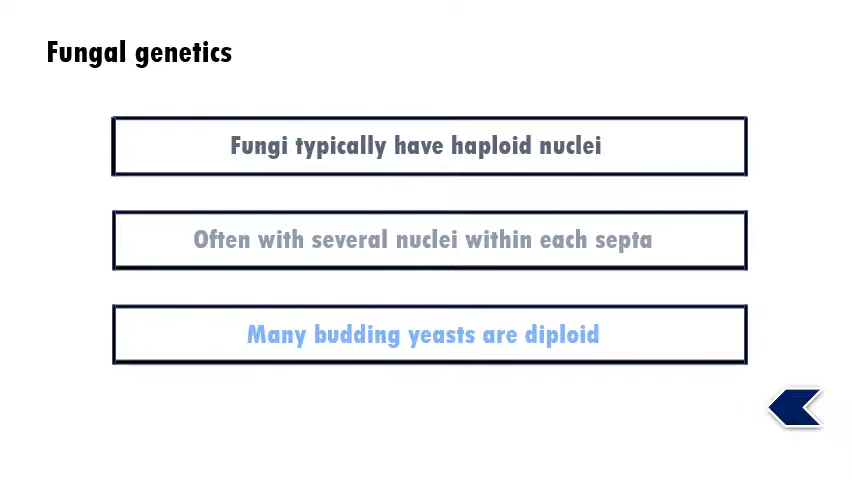 Fungal genetics
Fungi typically have haploid nuclei
Often with several nuclei within each septa
Many budding yeasts are diploid